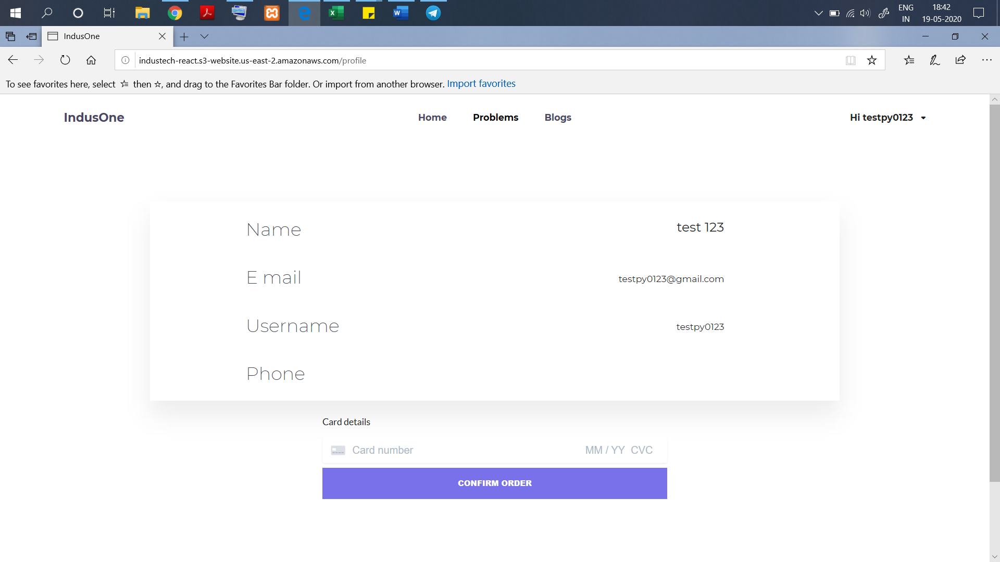 ENG
IN
18:42
19-05-2020
IndusOne
industech-react.s3-website.us-east-2.amazonaws.com/profile
To see favorites here, select then ☆, and drag to the Favorites Bar folder. Or import from another browser. Import favorites
IndusOne Home Problems Blogs Hi testpy0123
Name test 123
E mail testpy0123@gmail.com
Username testpy0123
Phone
Card details
Card number MM / YY CVC
CONFIRM ORDER